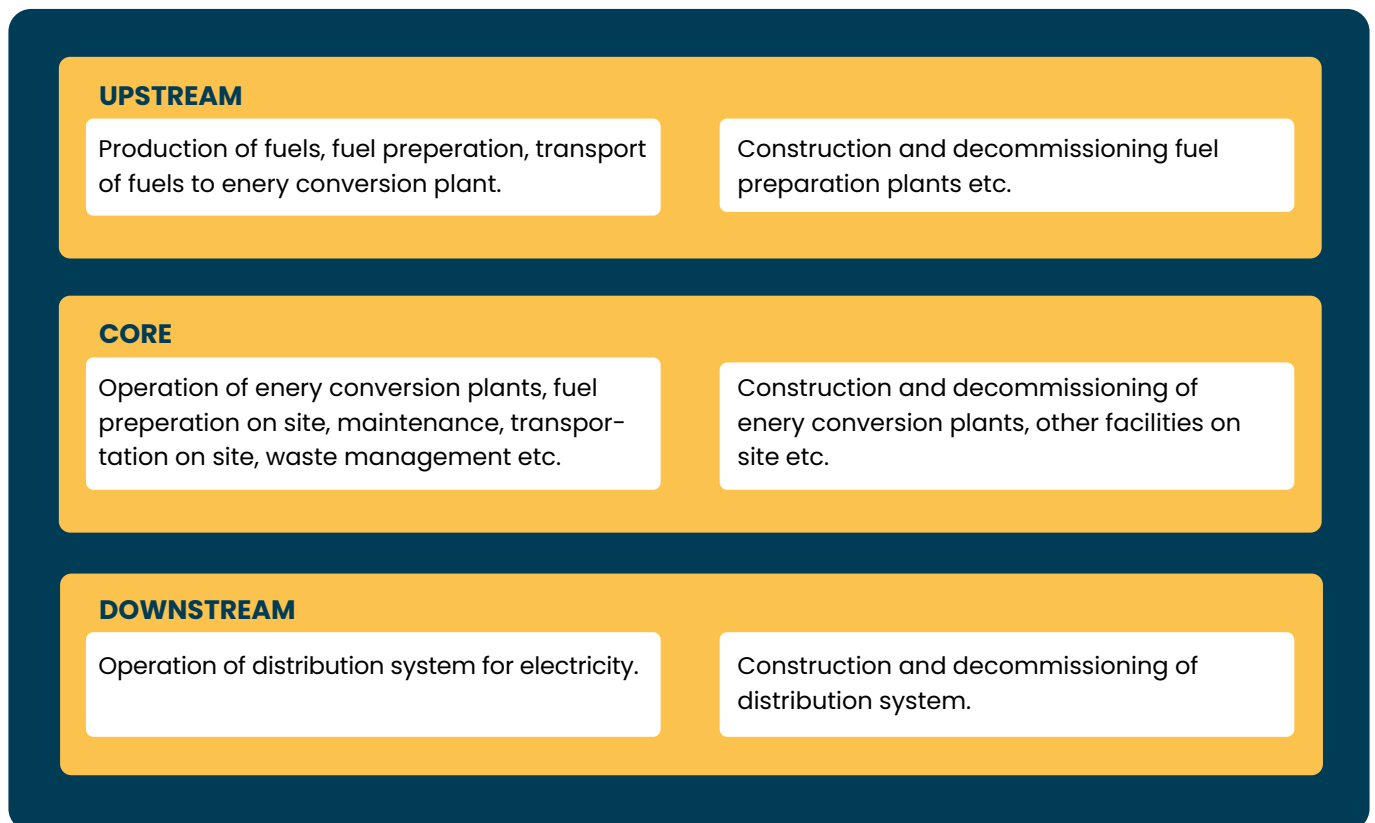 UPSTREAM
Production of fuels, fuel preperation, transport
of fuels to enery conversion plant.
Construction and decommissioning fuel
preparation plants etc.
CORE
Operation of enery conversion plants, fuel
preperation on site, maintenance, transpor-
tation on site, waste management etc.
Construction and decommissioning of
enery conversion plants, other facilities on
site etc.
DOWNSTREAM
Operation of distribution system for electricity.
Construction and decommissioning of
distribution system.